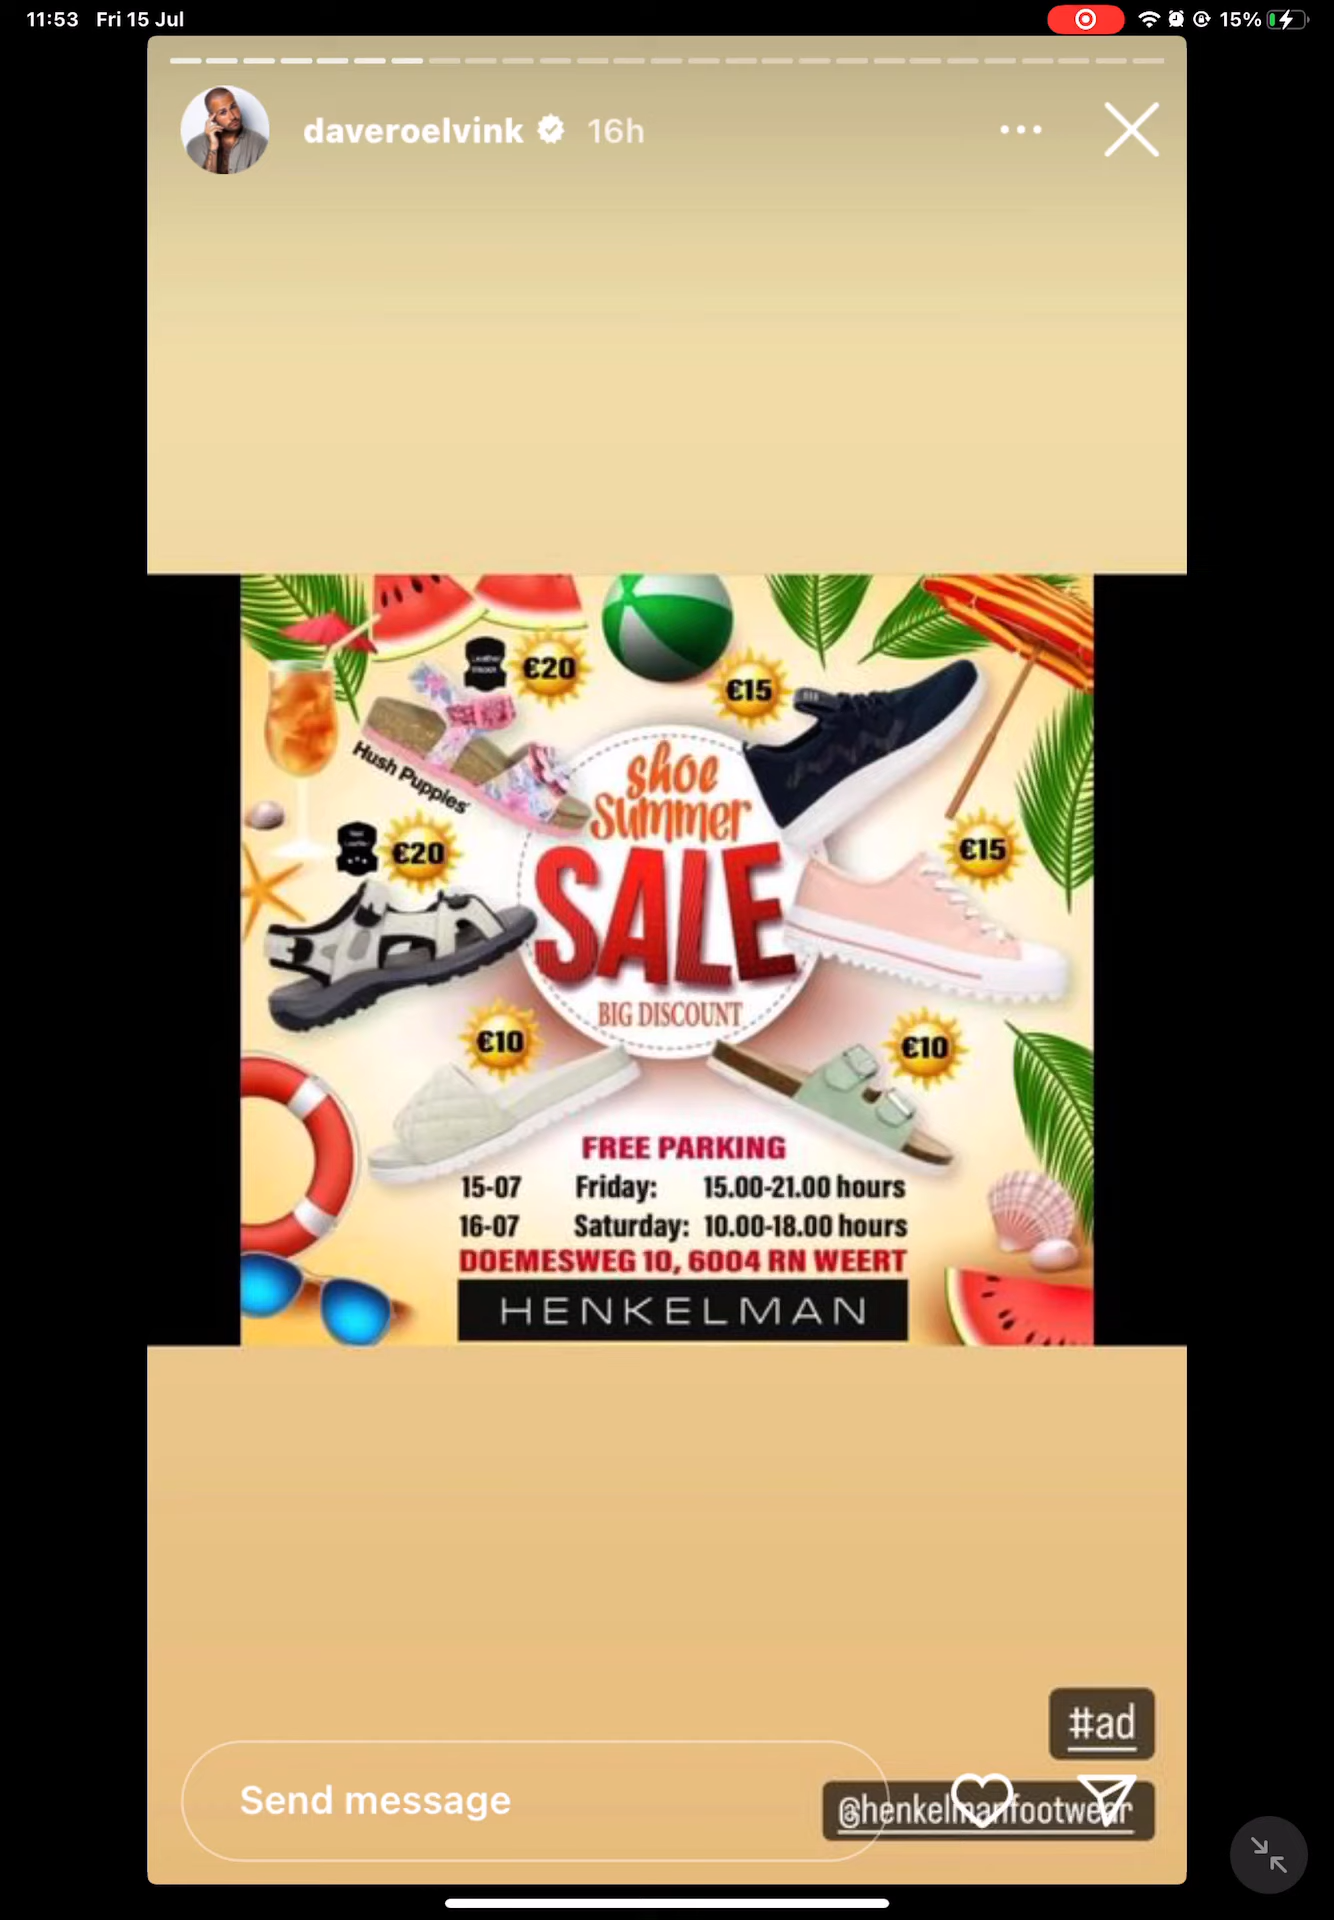 11:53 Fri 15 Jul 15%
daveroelvink 16h
€20
€15
Hush Puppies
shoe
summer
SALE
BIG DISCOUNT
€20
€15
€10
€10
FREE PARKING
15-07 Friday: 15.00-21.00 hours
16-07 Saturday: 10.00-18.00 hours
DOEMESWEG 10, 6004 RN WEERT
HENKELMAN
#ad
Send message
@henkelmanfootwear